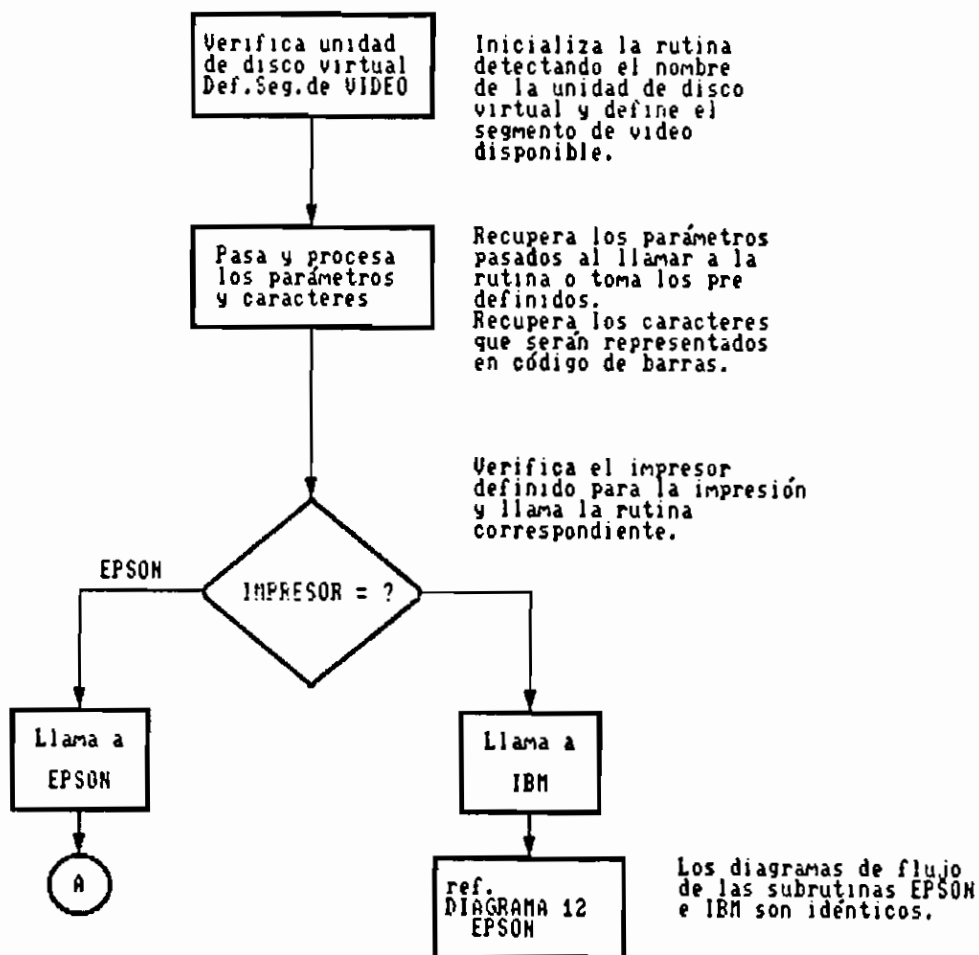 Verifica unidad
de disco virtual
Def.Seg.de VIDEO
Inicializa la rutina
detectando el nombre
de la unidad de disco
virtual y define el
segmento de video
disponible.
Pasa y procesa
los parámetros
y caracteres
Recupera los parámetros
pasados al llamar a la
rutina o toma los pre
definidos.
Recupera los caracteres
que serán representados
en código de barras.
Verifica el impresor
definido para la impresión
y llama la rutina
correspondiente.
EPSON
IMPRESOR = ?
Llama a
EPSON
Llama a
IBM
A
ref.
DIAGRAMA 12
EPSON
Los diagramas de flujo
de las subrutinas EPSON
e IBM son idénticos.